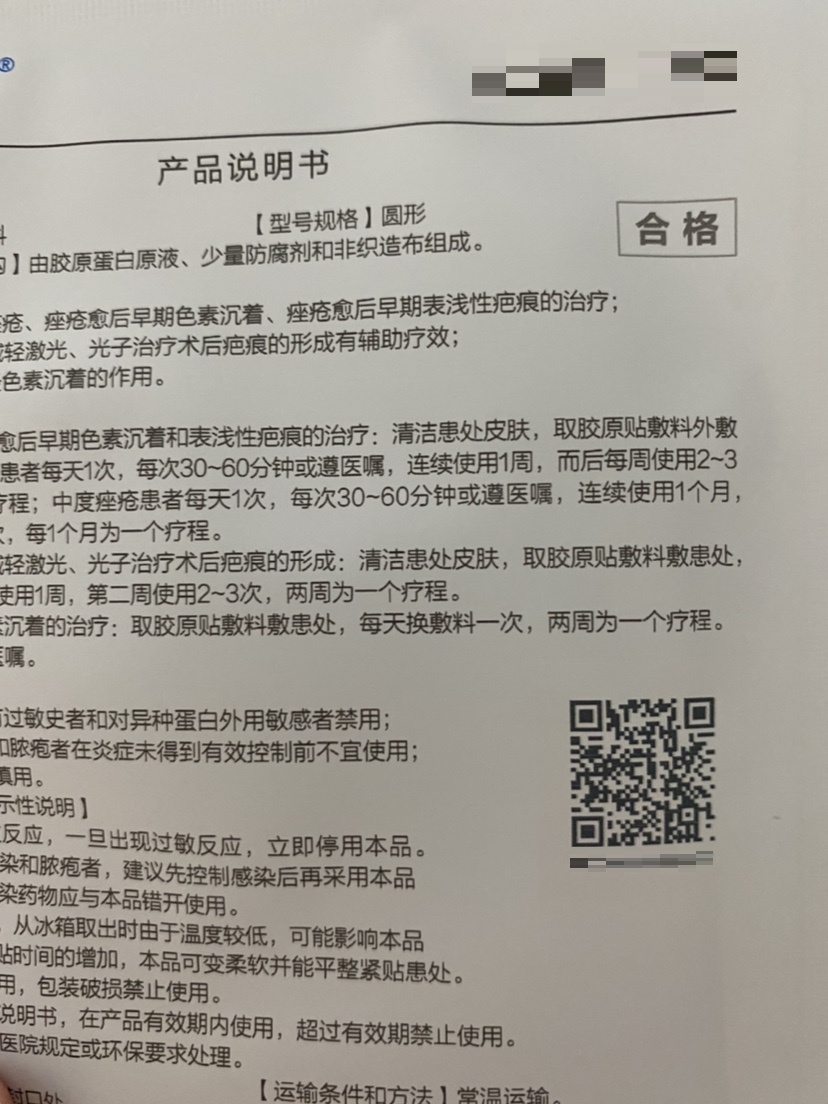 ®
产品说明书
料 【型号规格】圆形
合格
】由胶原蛋白原液、少量防腐剂和非织造布组成。
疮、痤疮愈后早期色素沉着、痤疮愈后早期表浅性疤痕的治疗；
轻激光、光子治疗术后疤痕的形成有辅助疗效；
色素沉着的作用。
愈后早期色素沉着和表浅性疤痕的治疗：清洁患处皮肤，取胶原贴敷料外敷
患者每天1次，每次30~60分钟或遵医嘱，连续使用1周，而后每周使用2~3
疗程；中度痤疮患者每天1次，每次30~60分钟或遵医嘱，连续使用1个月，
次，每1个月为一个疗程。
轻激光、光子治疗术后疤痕的形成：清洁患处皮肤，取胶原贴敷料敷患处，
使用1周，第二周使用2~3次，两周为一个疗程。
素沉着的治疗：取胶原贴敷料敷患处，每天换敷料一次，两周为一个疗程。
医嘱。
过敏史者和对异种蛋白外用敏感者禁用；
和脓疱者在炎症未得到有效控制前不宜使用；
慎用。
示性说明】
反应，一旦出现过敏反应，立即停用本品。
染和脓疱者，建议先控制感染后再采用本品
染药物应与本品错开使用。
，从冰箱取出时由于温度较低，可能影响本品
贴时间的增加，本品可变柔软并能平整紧贴患处。
用，包装破损禁止使用。
说明书，在产品有效期内使用，超过有效期禁止使用。
医院规定或环保要求处理。
封口处 【运输条件和方法】常温运输。